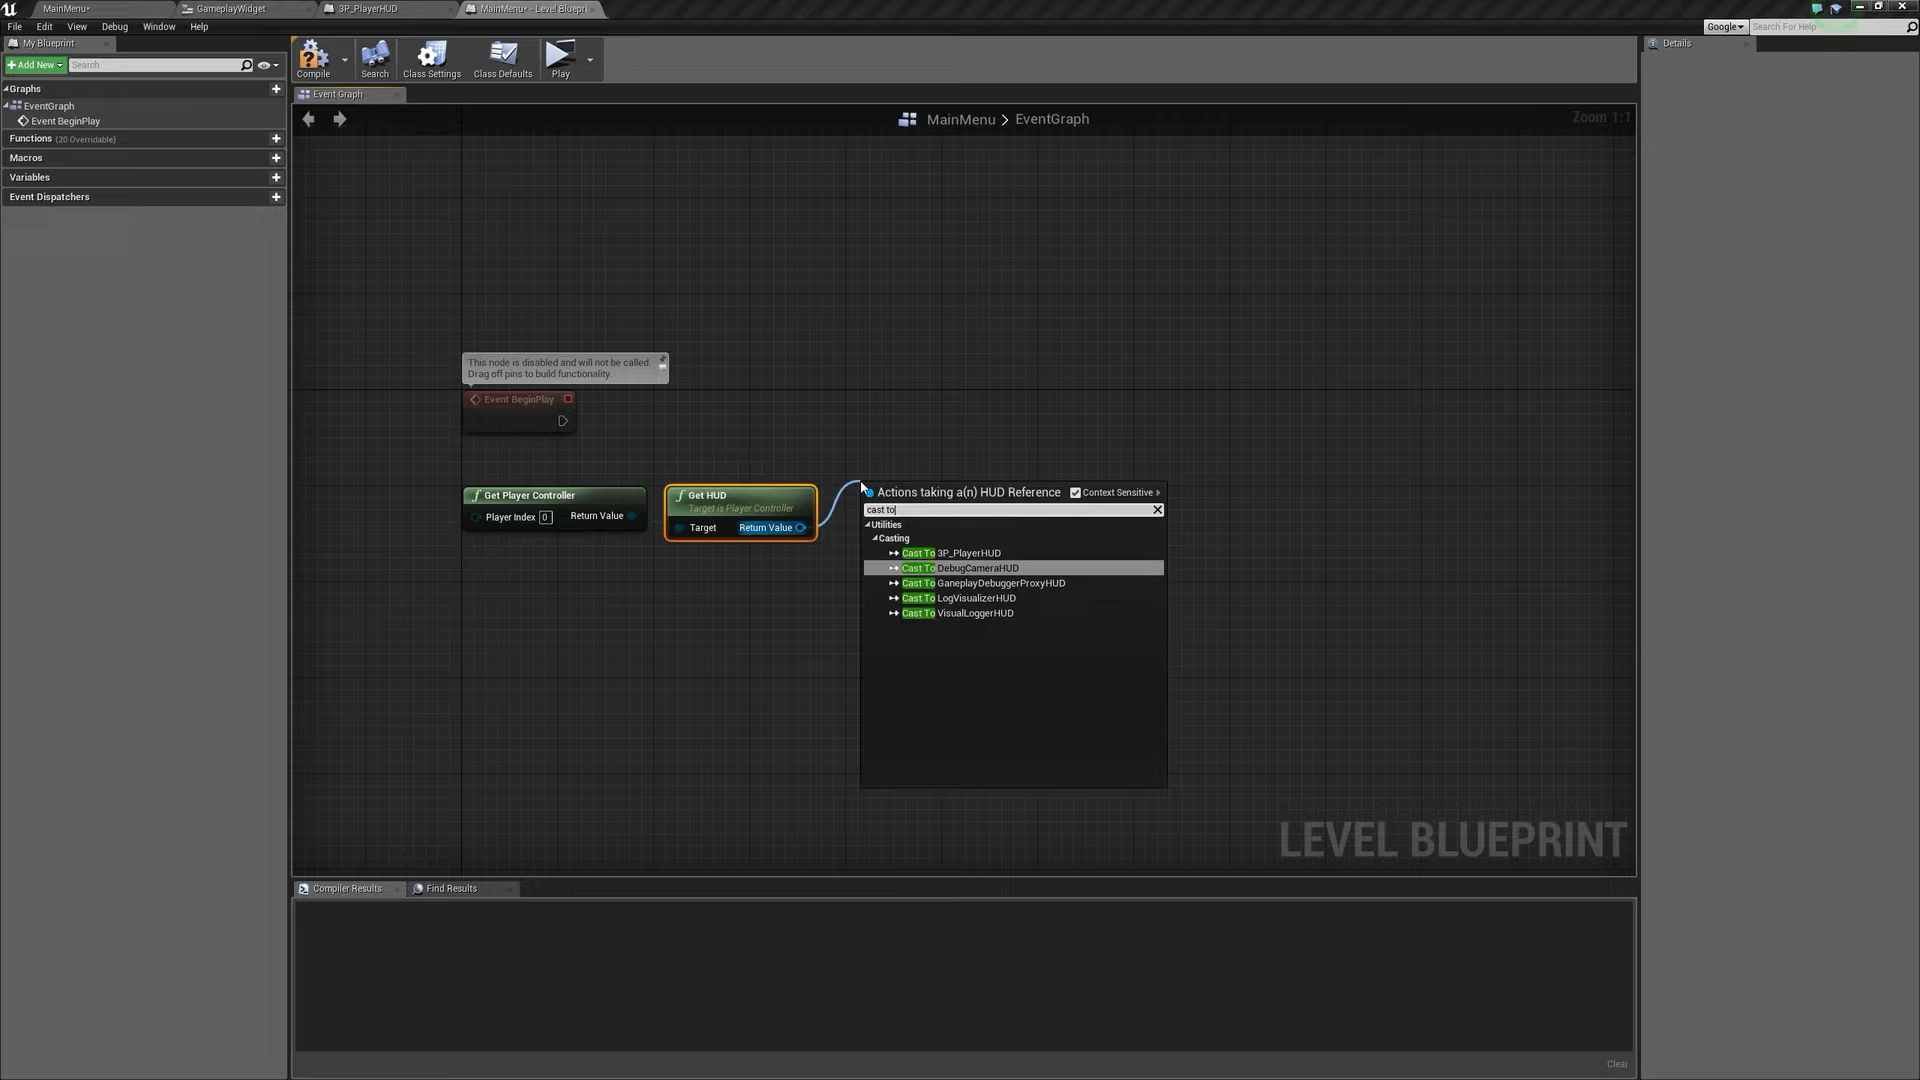 MainMenu*
GameplayWidget
3P_PlayerHUD
MainMenu* - Level Bluepri
File Edit View Asset Debug Window Help
Google
Search For Help
My Blueprint
Details
Add New
Search
Compile
Search
Class Settings
Class Defaults
Play
Graphs
EventGraph
Event BeginPlay
Functions (20 Overridable)
Macros
Variables
Event Dispatchers
Event Graph
MainMenu > EventGraph
Zoom 1:1
This node is disabled and will not be called.
Drag off pins to build functionality.
Event BeginPlay
Get Player Controller
Player Index 0
Return Value
Get HUD
Target is Player Controller
Target
Return Value
Actions taking a(n) HUD Reference
Context Sensitive
cast to
Utilities
Casting
Cast To 3P_PlayerHUD
Cast To DebugCameraHUD
Cast To GameplayDebuggerProxyHUD
Cast To LogVisualizerHUD
Cast To VisualLoggerHUD
LEVEL BLUEPRINT
Compiler Results
Find Results
Clear